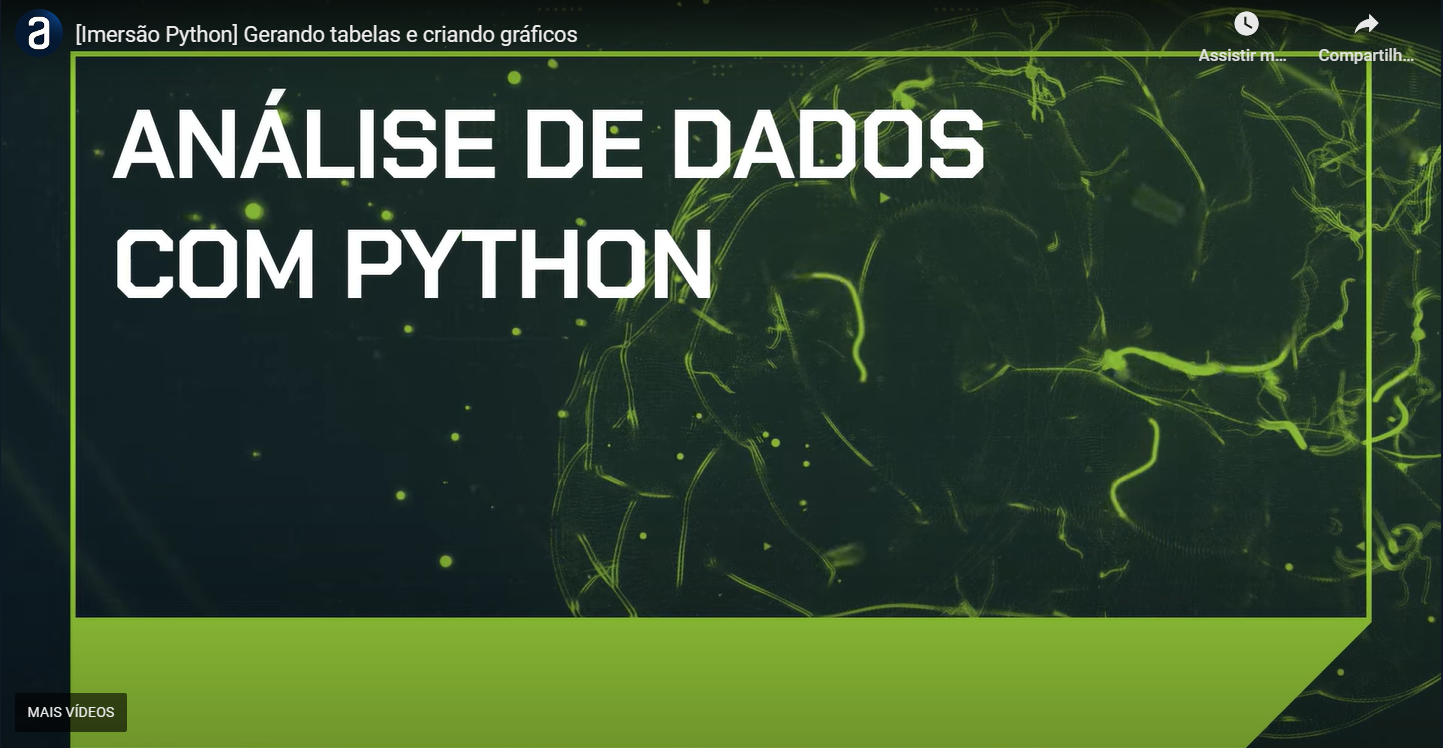 a
[Imersão Python] Gerando tabelas e criando gráficos
Assistir m...
Compartilh...
ANÁLISE DE DADOS
COM PYTHON
MAIS VÍDEOS